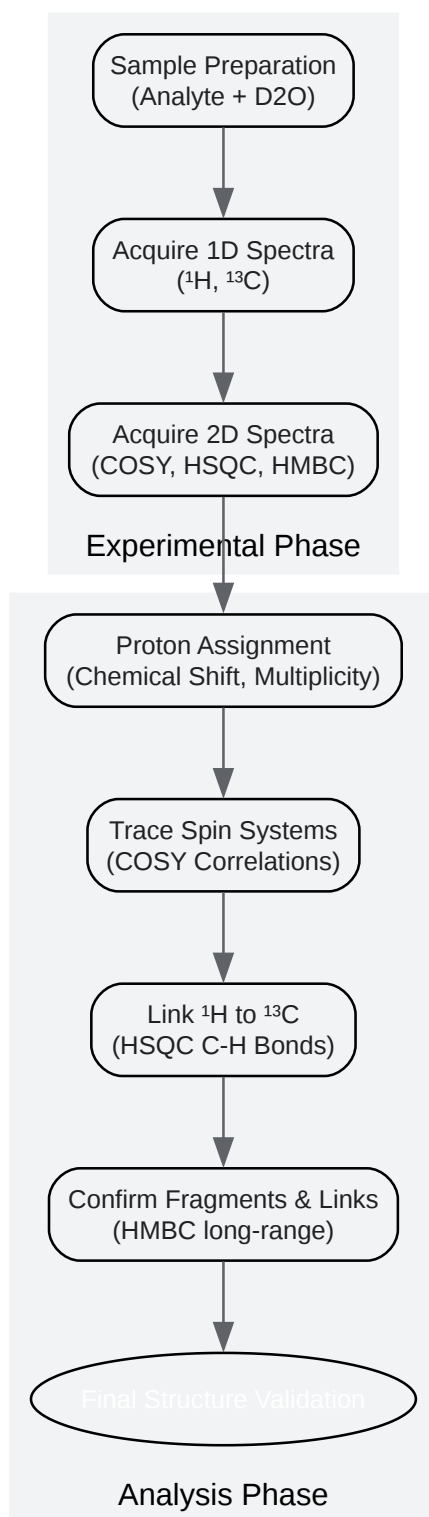 Sample Preparation
(Analyte + D2O)
Acquire 1D Spectra
(¹H, ¹³C)
Acquire 2D Spectra
(COSY, HSQC, HMBC)
Experimental Phase
Proton Assignment
(Chemical Shift, Multiplicity)
Trace Spin Systems
(COSY Correlations)
Link ¹H to ¹³C
(HSQC C-H Bonds)
Confirm Fragments & Links
(HMBC long-range)
Final Structure Validation
Analysis Phase